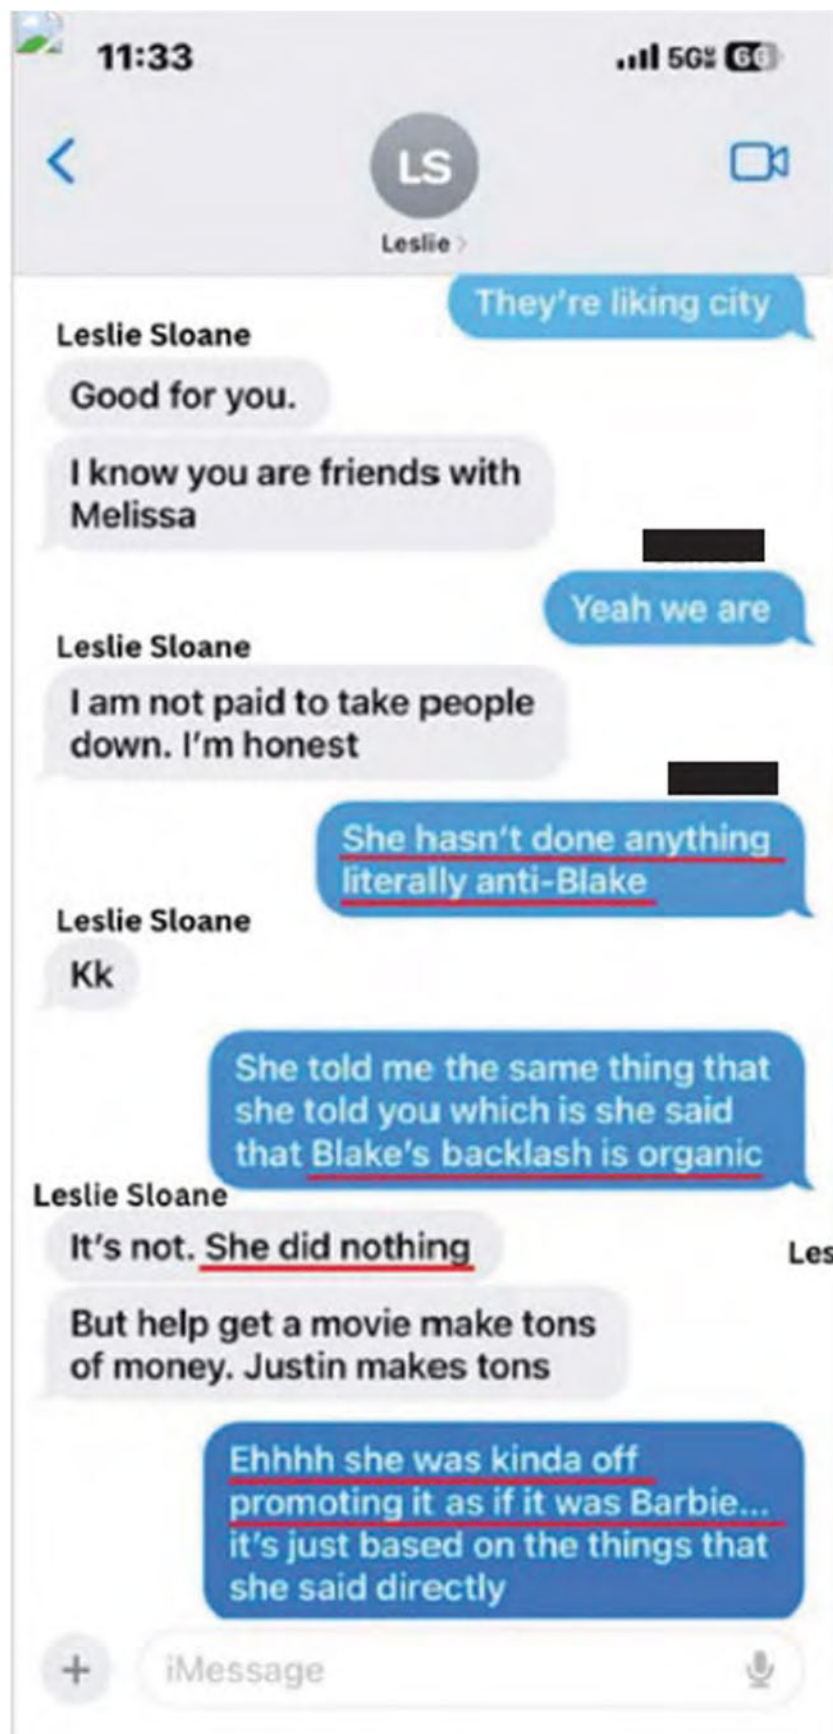 11:33
5G
LS
Leslie
They're liking city
Leslie Sloane
Good for you.
I know you are friends with
Melissa
Yeah we are
Leslie Sloane
I am not paid to take people
down. I'm honest
She hasn't done anything
literally anti-Blake
Leslie Sloane
Kk
She told me the same thing that
she told you which is she said
that Blake's backlash is organic
Leslie Sloane
It's not. She did nothing
Les
But help get a movie make tons
of money. Justin makes tons
Ehhhh she was kinda off
promoting it as if it was Barbie...
it's just based on the things that
she said directly
iMessage